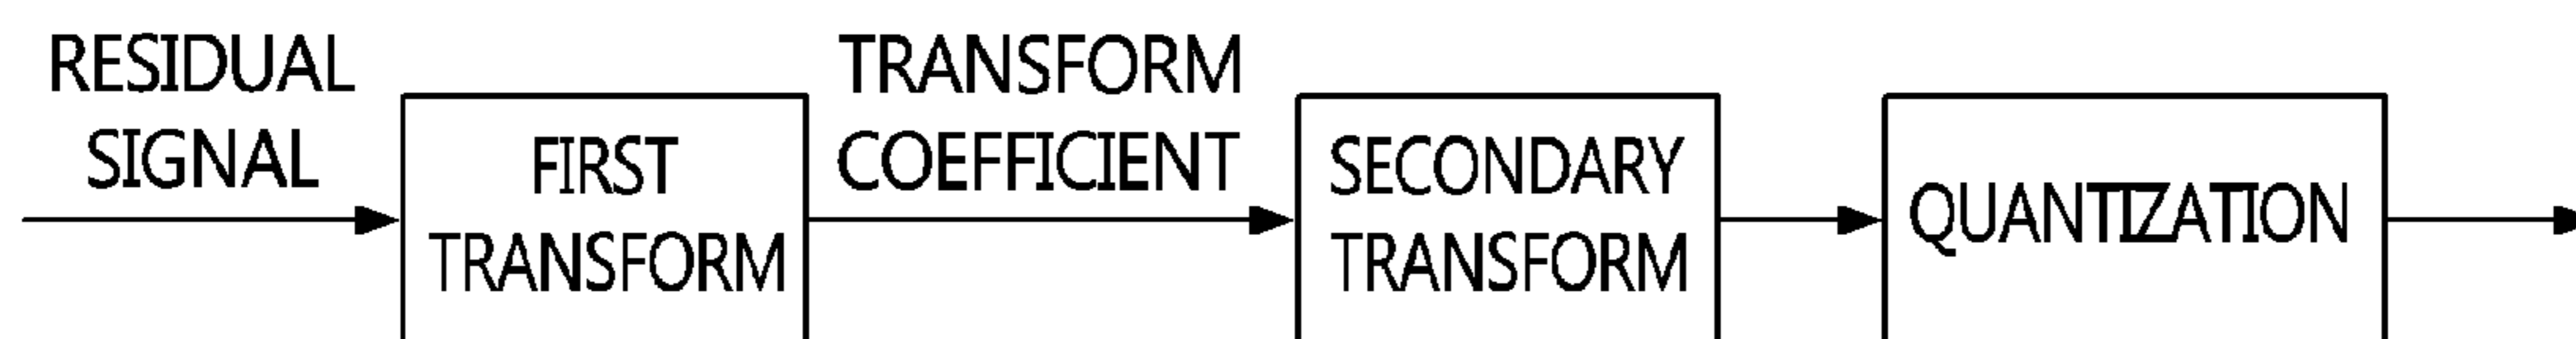 RESIDUAL
SIGNAL
FIRST
TRANSFORM
TRANSFORM
COEFFICIENT
SECONDARY
TRANSFORM
QUANTIZATION